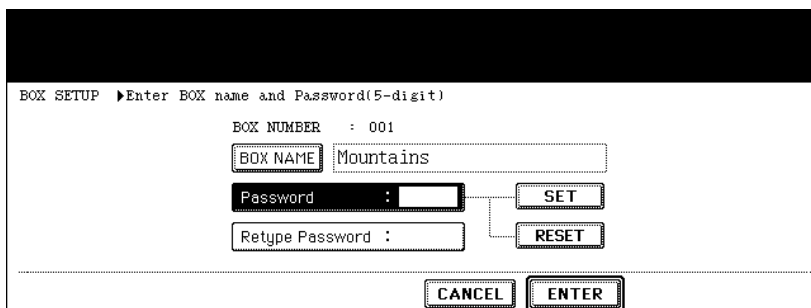 BOX SETUP ▶Enter BOX name and Password(5-digit)
BOX NUMBER : 001
BOX NAME Mountains
Password : SET
Retype Password : RESET
CANCEL ENTER